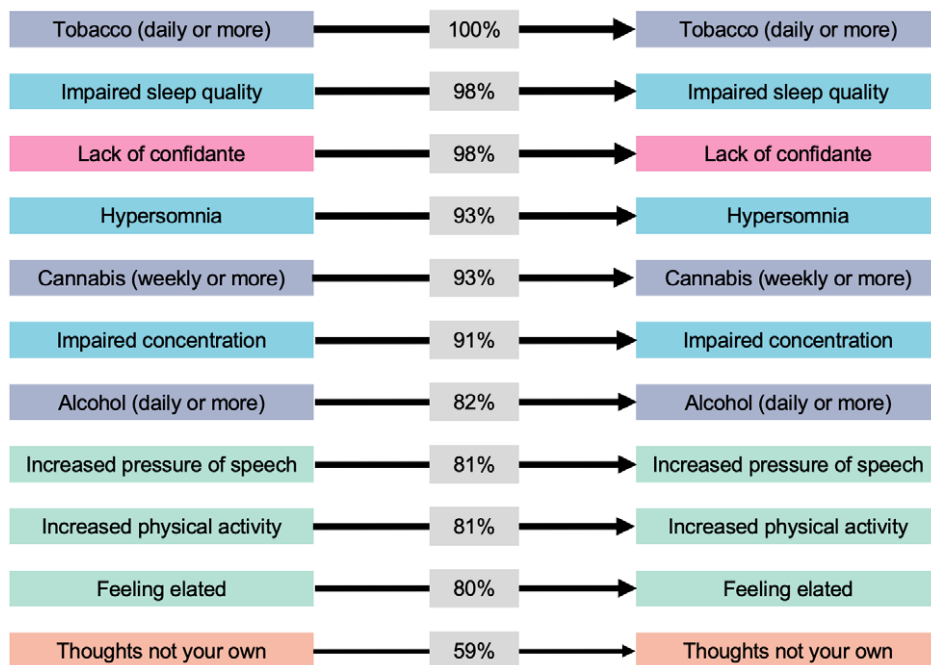 Tobacco (daily or more) 100% Tobacco (daily or more)
Impaired sleep quality 98% Impaired sleep quality
Lack of confidante 98% Lack of confidante
Hypersomnia 93% Hypersomnia
Cannabis (weekly or more) 93% Cannabis (weekly or more)
Impaired concentration 91% Impaired concentration
Alcohol (daily or more) 82% Alcohol (daily or more)
Increased pressure of speech 81% Increased pressure of speech
Increased physical activity 81% Increased physical activity
Feeling elated 80% Feeling elated
Thoughts not your own 59% Thoughts not your own